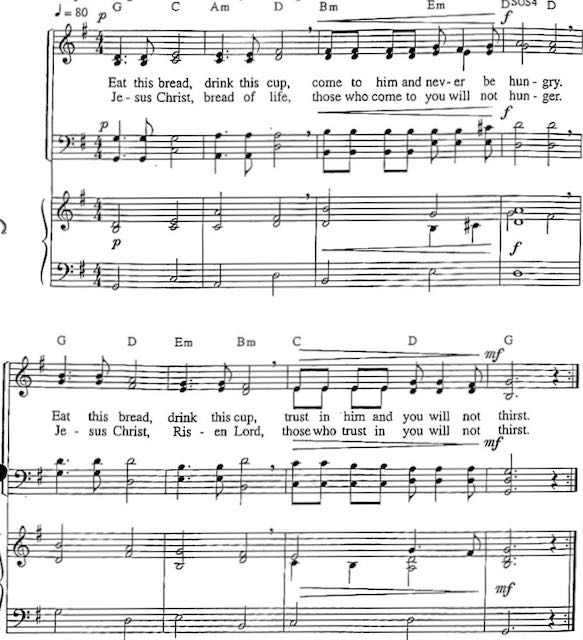 ♩ = 80
p G C Am D Bm Em Dsus4 D
f
Eat this bread, drink this cup, come to him and nev-er be hun-gry.
Je-sus Christ, bread of life, those who come to you will not hun-ger.
p f
p f
G D Em Bm C D G
mf
Eat this bread, drink this cup, trust in him and you will not thirst.
Je-sus Christ, Ris-en Lord, those who trust in you will not thirst.
mf
mf